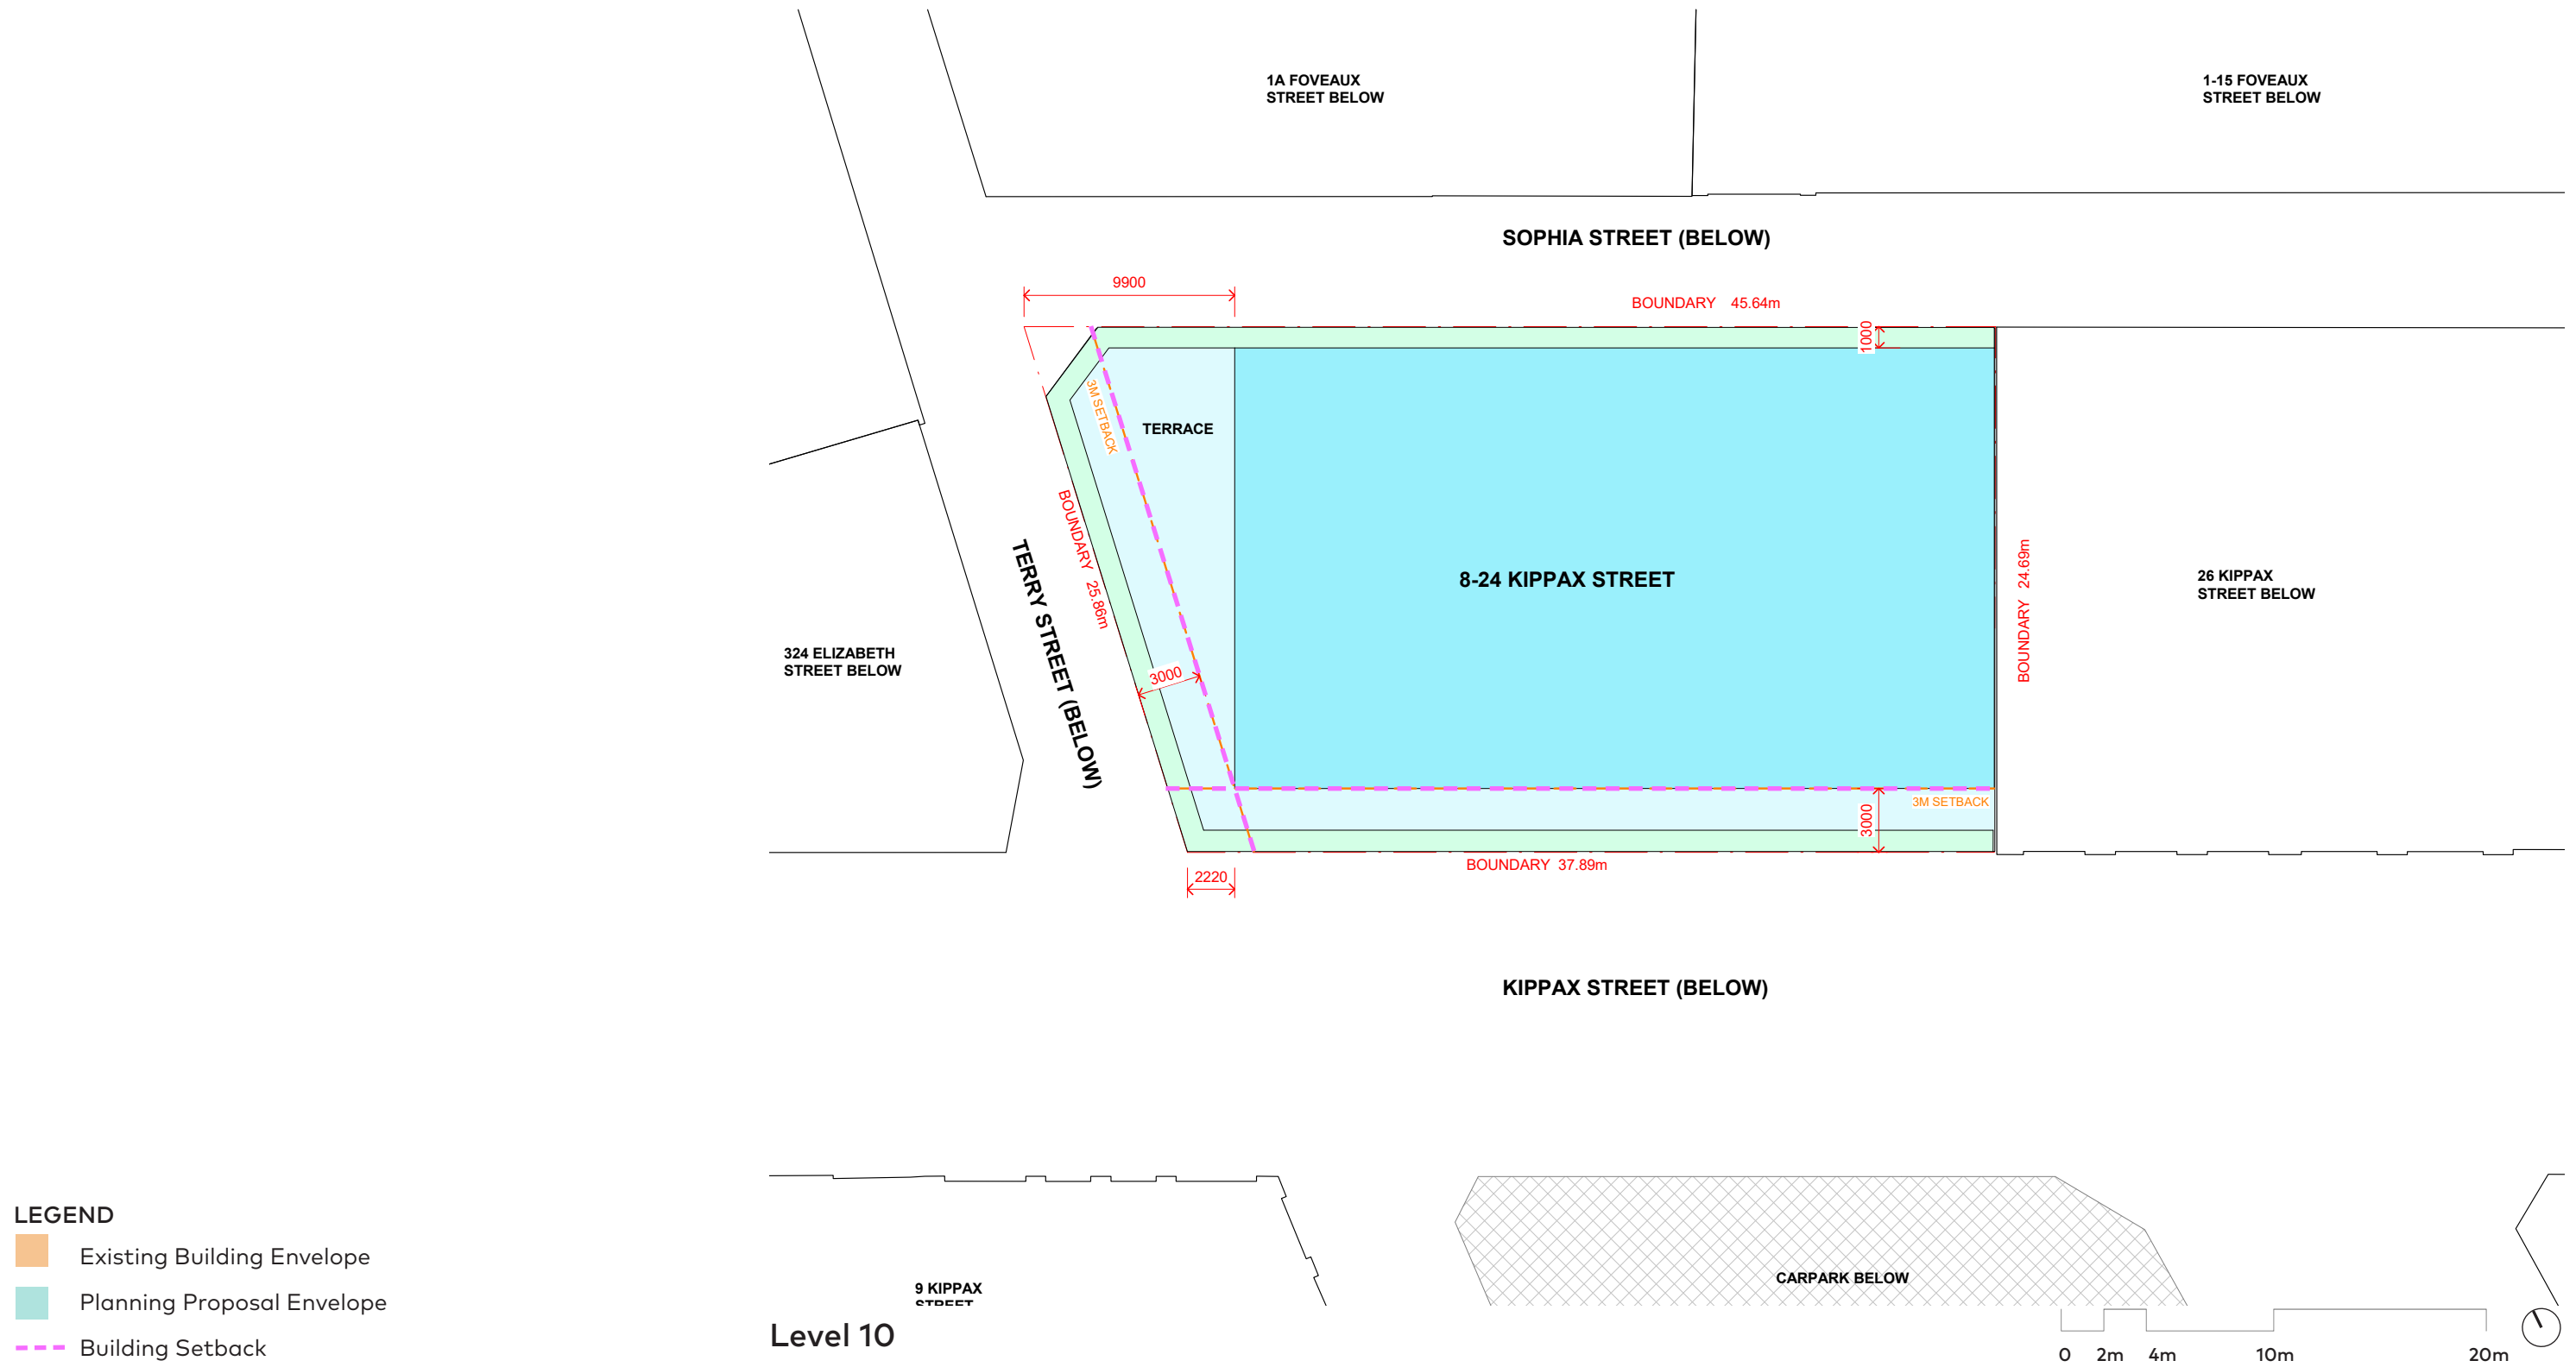 1A FOVEAUX
STREET BELOW
1-15 FOVEAUX
STREET BELOW
SOPHIA STREET (BELOW)
9900
BOUNDARY 45.64m
1000
3M SETBACK
TERRACE
BOUNDARY 25.86m
TERRY STREET (BELOW)
8-24 KIPPAX STREET
BOUNDARY 24.69m
26 KIPPAX
STREET BELOW
324 ELIZABETH
STREET BELOW
3000
3M SETBACK
3000
BOUNDARY 37.89m
2220
KIPPAX STREET (BELOW)
LEGEND
Existing Building Envelope
Planning Proposal Envelope
Building Setback
9 KIPPAX
STREET
CARPARK BELOW
Level 10
0 2m 4m 10m 20m